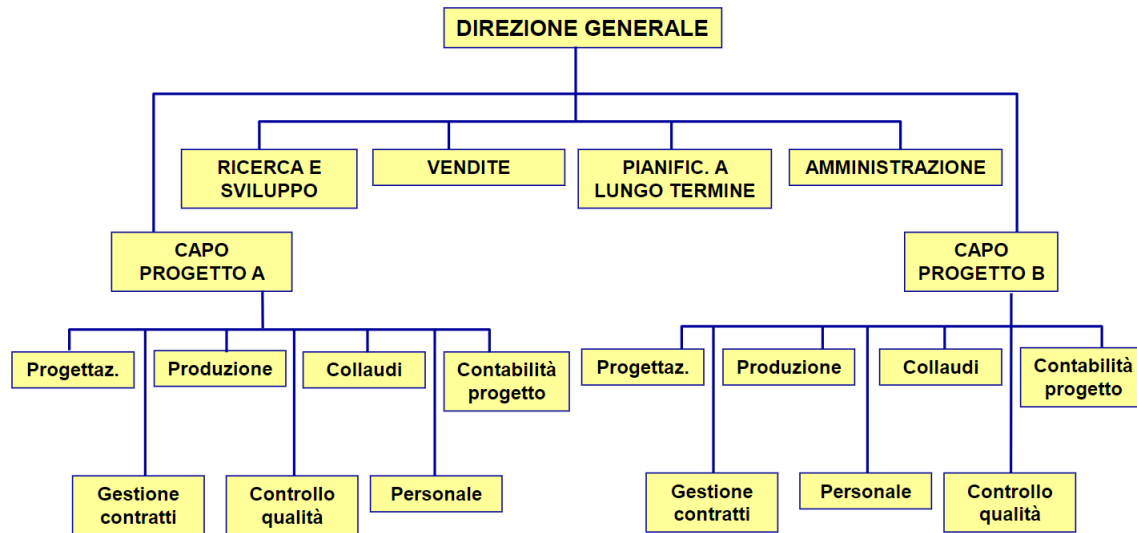 DIREZIONE GENERALE
RICERCA E
SVILUPPO
VENDITE
PIANIFIC. A
LUNGO TERMINE
AMMINISTRAZIONE
CAPO
PROGETTO A
CAPO
PROGETTO B
Progettaz.
Produzione
Collaudi
Contabilità
progetto
Gestione
contratti
Controllo
qualità
Personale
Progettaz.
Produzione
Collaudi
Contabilità
progetto
Gestione
contratti
Personale
Controllo
qualità